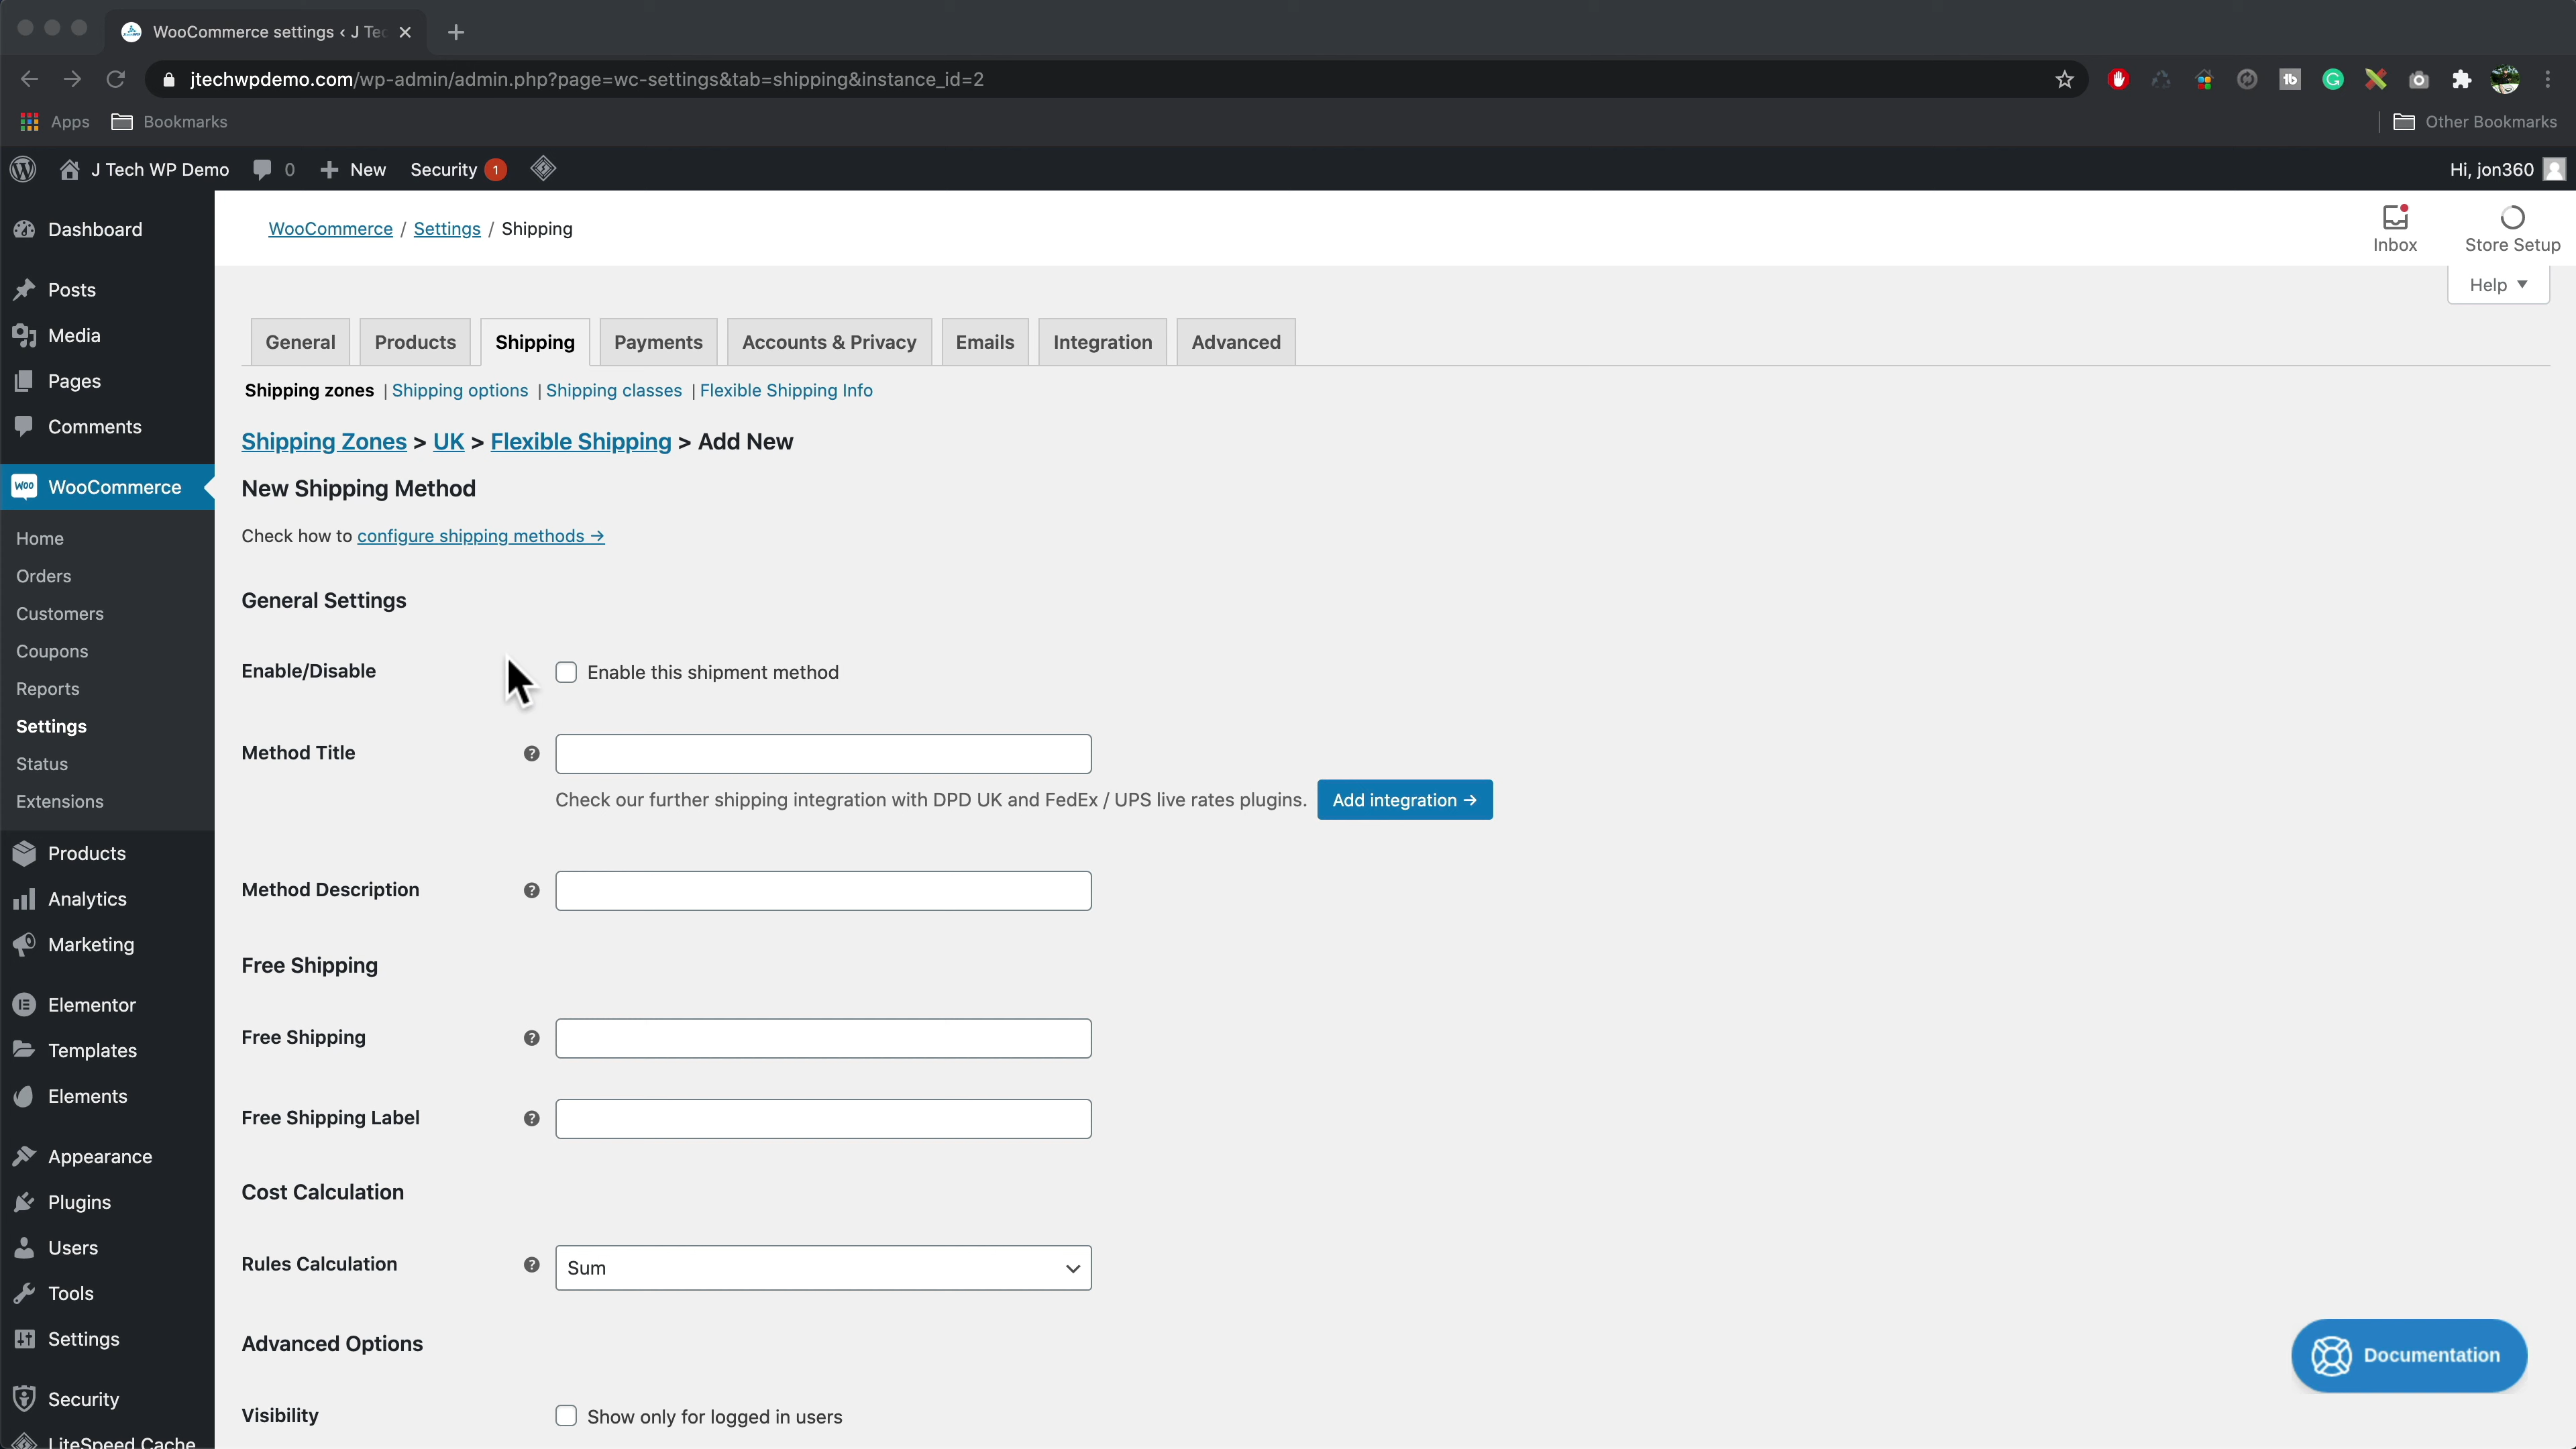 WooCommerce settings ‹ J Tec
jtechwpdemo.com/wp-admin/admin.php?page=wc-settings&tab=shipping&instance_id=2
Apps Bookmarks Other Bookmarks
J Tech WP Demo 0 New Security 1 Hi, jon360
Dashboard
Posts
Media
Pages
Comments
WooCommerce
Home
Orders
Customers
Coupons
Reports
Settings
Status
Extensions
Products
Analytics
Marketing
Elementor
Templates
Elements
Appearance
Plugins
Users
Tools
Settings
Security
LiteSpeed Cache
WooCommerce / Settings / Shipping
Inbox
Store Setup
Help
General Products Shipping Payments Accounts & Privacy Emails Integration Advanced
Shipping zones | Shipping options | Shipping classes | Flexible Shipping Info
Shipping Zones > UK > Flexible Shipping > Add New
New Shipping Method
Check how to configure shipping methods →
General Settings
Enable/Disable Enable this shipment method
Method Title
Check our further shipping integration with DPD UK and FedEx / UPS live rates plugins. Add integration →
Method Description
Free Shipping
Free Shipping
Free Shipping Label
Cost Calculation
Rules Calculation Sum
Advanced Options
Visibility Show only for logged in users
Documentation